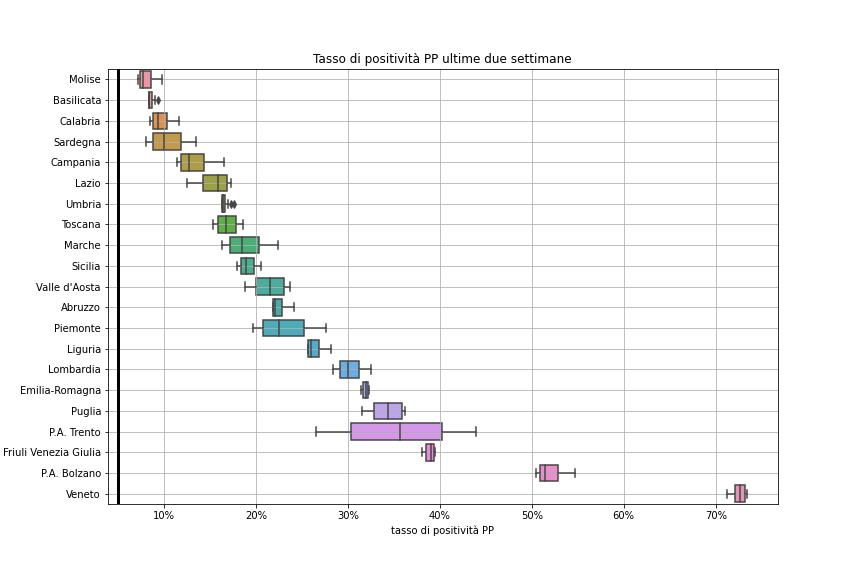 Tasso di positività PP ultime due settimane
Molise
Basilicata
Calabria
Sardegna
Campania
Lazio
Umbria
Toscana
Marche
Sicilia
Valle d'Aosta
Abruzzo
Piemonte
Liguria
Lombardia
Emilia-Romagna
Puglia
P.A. Trento
Friuli Venezia Giulia
P.A. Bolzano
Veneto
10% 20% 30% 40% 50% 60% 70%
tasso di positività PP